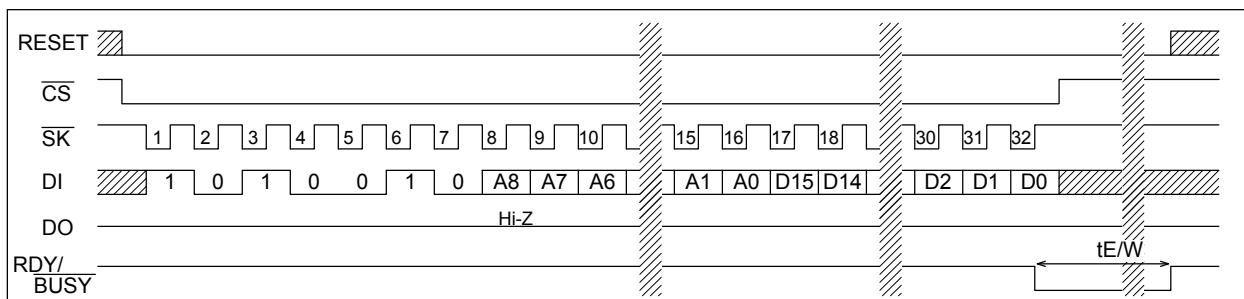 RESET
CS
SK 1 2 3 4 5 6 7 8 9 10 15 16 17 18 30 31 32
DI 1 0 1 0 0 1 0 A8 A7 A6 A1 A0 D15 D14 D2 D1 D0
Hi-Z
DO
tE/W
RDY/
BUSY